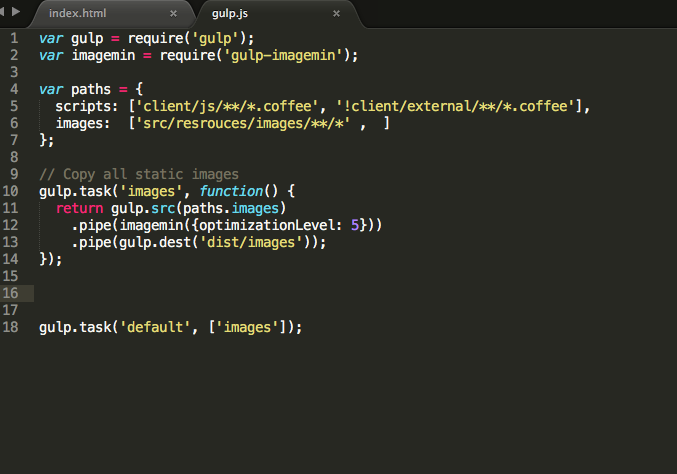 index.html × gulp.js ×
1 var gulp = require('gulp');
2 var imagemin = require('gulp-imagemin');
3
4 var paths = {
5   scripts: ['client/js/**/*.coffee', '!client/external/**/*.coffee'],
6   images:  ['src/resrouces/images/**/*' ,  ]
7 };
8
9 // Copy all static images
10 gulp.task('images', function() {
11   return gulp.src(paths.images)
12     .pipe(imagemin({optimizationLevel: 5}))
13     .pipe(gulp.dest('dist/images'));
14 });
15
16
17
18 gulp.task('default', ['images']);